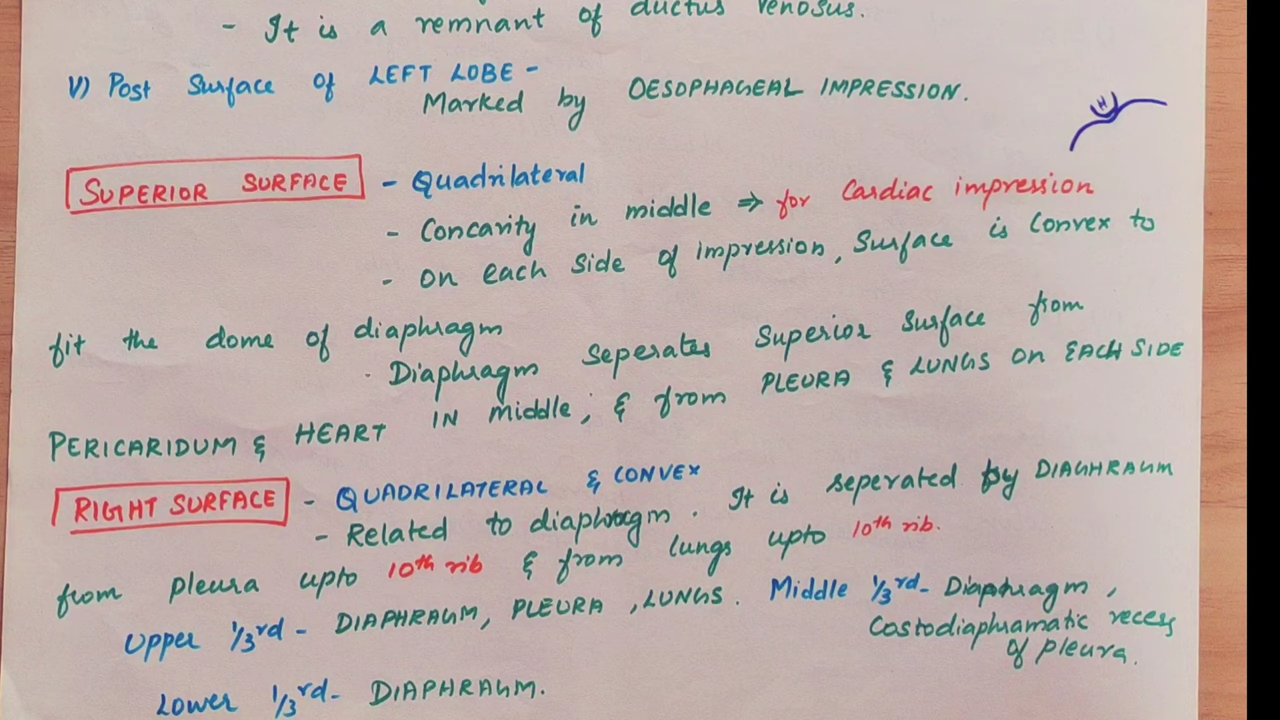 - It is a remnant of ductus venosus.
V) Post Surface of LEFT LOBE -
Marked by OESOPHAGEAL IMPRESSION.
H
SUPERIOR SURFACE - Quadrilateral
- Concavity in middle ⇒ for Cardiac impression
- On each side of impression, Surface is Convex to
fit the dome of diaphragm
- Diaphragm seperates Superior Surface from
PERICARIDUM & HEART IN middle; & from PLEURA & LUNGS ON EACH SIDE
RIGHT SURFACE - QUADRILATERAL & CONVEX
- Related to diaphragm. It is seperated by DIAGHRAGM
from pleura upto 10th rib & from lungs upto 10th rib.
Upper 1/3rd - DIAPHRAGM, PLEURA, LUNGS. Middle 1/3rd - Diaphragm,
Costodiaphramatic recess
of pleura.
Lower 1/3rd - DIAPHRAGM.